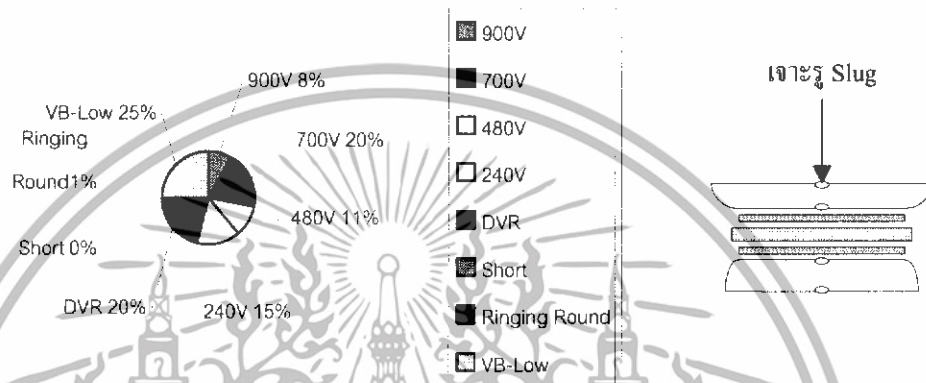 900V 8%
VB-Low 25%
Ringing
700V 20%
Round1%
480V 11%
Short 0%
DVR 20%
240V 15%
900V
700V
480V
240V
DVR
Short
Ringing Round
VB-Low
เจาะรู Slug